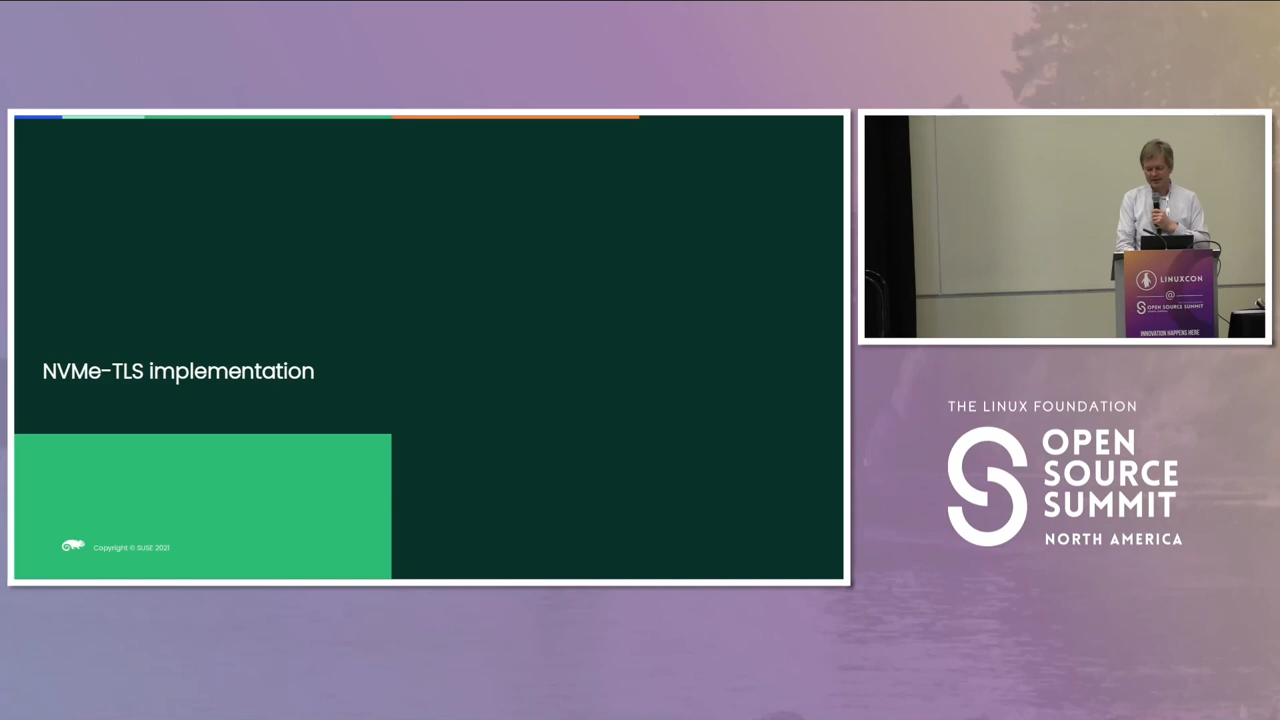 NVMe-TLS implementation
Copyright © SUSE 2021
LINUXCON
@
OPEN SOURCE SUMMIT
INNOVATION HAPPENS HERE
THE LINUX FOUNDATION
OPEN
SOURCE
SUMMIT
NORTH AMERICA